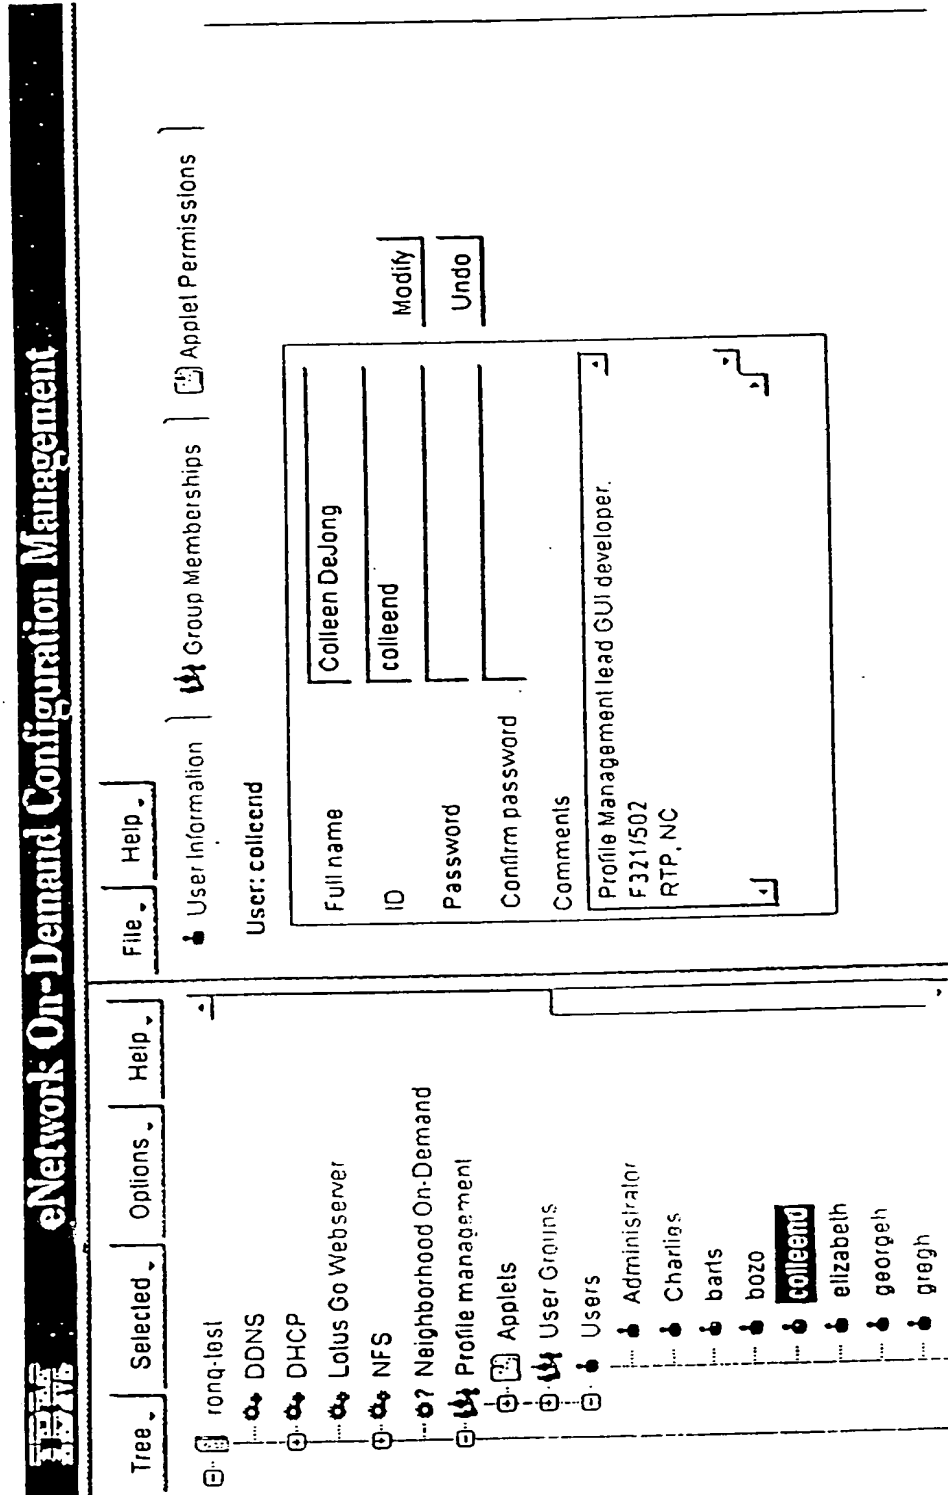 IBM eNetwork On-Demand Configuration Management
Tree Selected Options Help
ronq-test
DDNS
DHCP
Lotus Go Webserver
NFS
Neighborhood On-Demand
Profile management
Applets
User Groups
Users
Administrator
Charlies
barts
bozo
colleend
elizabeth
georgeh
gregh
File Help
User Information Group Memberships Applet Permissions
User: colleend
Full name Colleen DeJong
ID colleend
Modify
Password
Undo
Confirm password
Comments
Profile Management lead GUI developer.
F321/502
RTP, NC